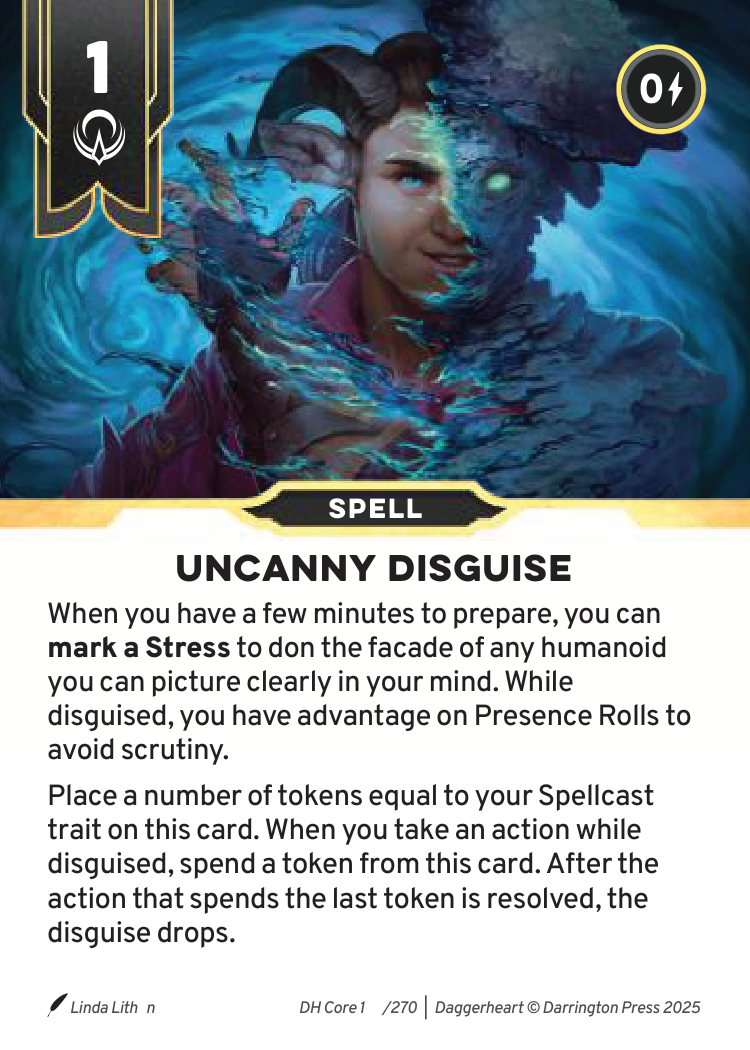 1
0
SPELL
UNCANNY DISGUISE
When you have a few minutes to prepare, you can
mark a Stress to don the facade of any humanoid
you can picture clearly in your mind. While
disguised, you have advantage on Presence Rolls to
avoid scrutiny.
Place a number of tokens equal to your Spellcast
trait on this card. When you take an action while
disguised, spend a token from this card. After the
action that spends the last token is resolved, the
disguise drops.
Linda Lith n
DH Core 1 /270 | Daggerheart © Darrington Press 2025